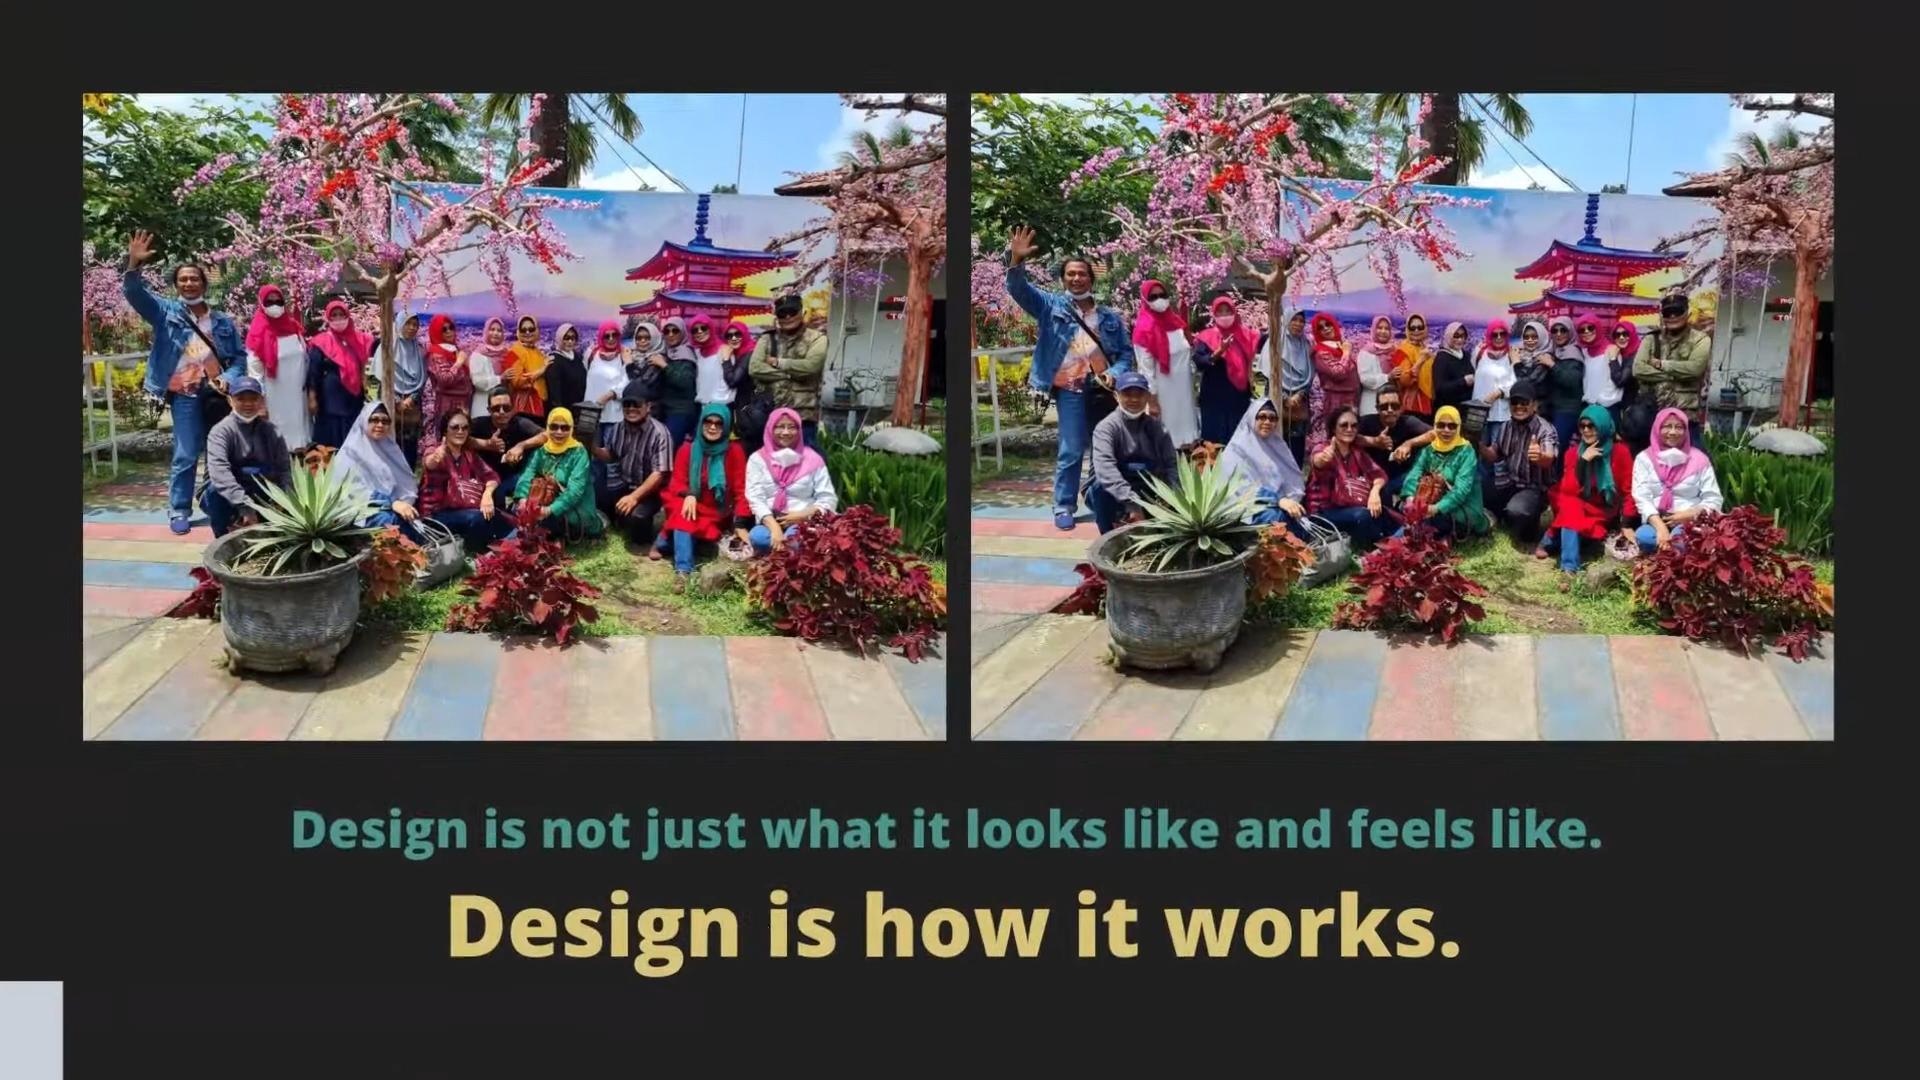 Design is not just what it looks like and feels like.
Design is how it works.